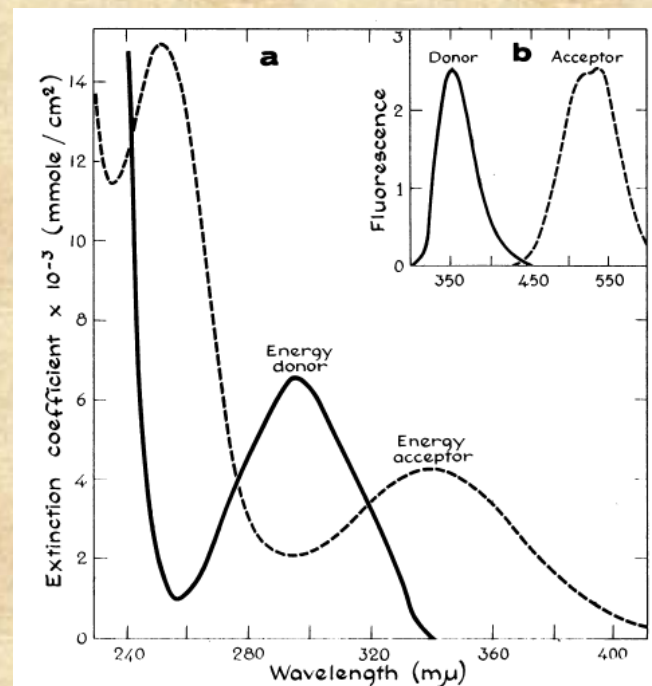 a
b
Extinction coefficient x 10⁻³ (mmole / cm²)
14
12
10
8
6
4
2
0
Energy
donor
Energy
acceptor
240
280
320
360
400
Wavelength (mμ)
Donor
Acceptor
Fluorescence
3
2
1
0
350
450
550